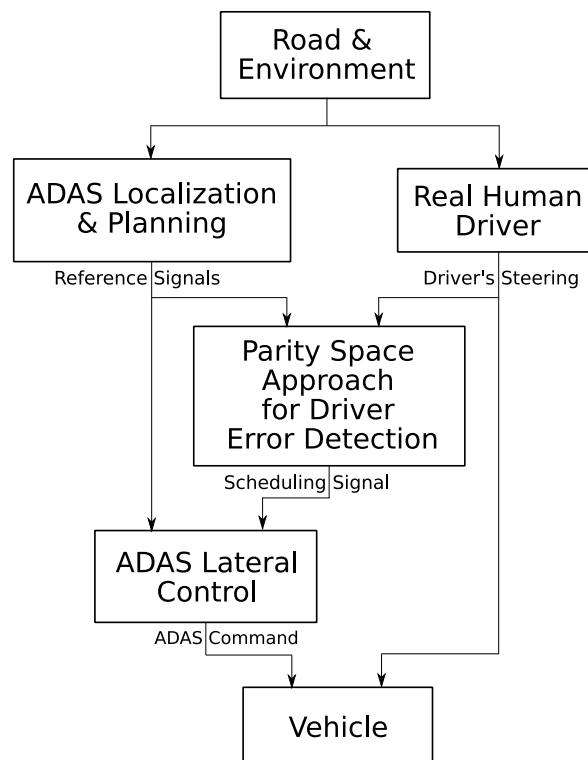 Road &
Environment
ADAS Localization
& Planning
Real Human
Driver
Reference Signals
Driver's Steering
Parity Space
Approach
for Driver
Error Detection
Scheduling Signal
ADAS Lateral
Control
ADAS Command
Vehicle